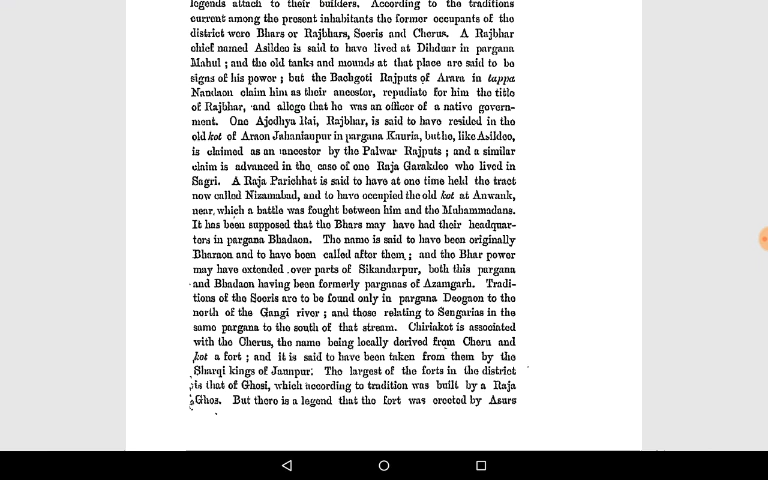 legends attach to their builders. According to the traditions
current among the present inhabitants the former occupants of the
district were Bhars or Rajbhars, Soeris and Cherus. A Rajbhar
chief named Asildeo is said to have lived at Dihduar in pargana
Mahul ; and the old tanks and mounds at that place are said to be
signs of his power ; but the Bachgoti Rajputs of Arara in tappa
Nandaon claim him as their ancestor, repudiate for him the title
of Rajbhar, and allege that he was an officer of a native govern-
ment. One Ajodhya Rai, Rajbhar, is said to have resided in the
old kot of Araon Jahanianpur in pargana Kauria, but he, like Asildeo,
is claimed as an ancestor by the Palwar Rajputs ; and a similar
claim is advanced in the case of one Raja Garakdeo who lived in
Sagri. A Raja Parichhat is said to have at one time held the tract
now called Nizamabad, and to have occupied the old kot at Anwank,
near which a battle was fought between him and the Muhammadans.
It has been supposed that the Bhars may have had their headquar-
ters in pargana Bhadaon. The name is said to have been originally
Bharaon and to have been called after them ; and the Bhar power
may have extended over parts of Sikandarpur, both this pargana
and Bhadaon having been formerly parganas of Azamgarh. Tradi-
tions of the Soeris are to be found only in pargana Deogaon to the
north of the Gangi river ; and those relating to Sengarias in the
same pargana to the south of that stream. Chiriakot is associated
with the Cherus, the name being locally derived from Cheru and
kot a fort ; and it is said to have been taken from them by the
Sharqi kings of Jaunpur. The largest of the forts in the district
is that of Ghosi, which according to tradition was built by a Raja
Ghos. But there is a legend that the fort was erected by Asurs